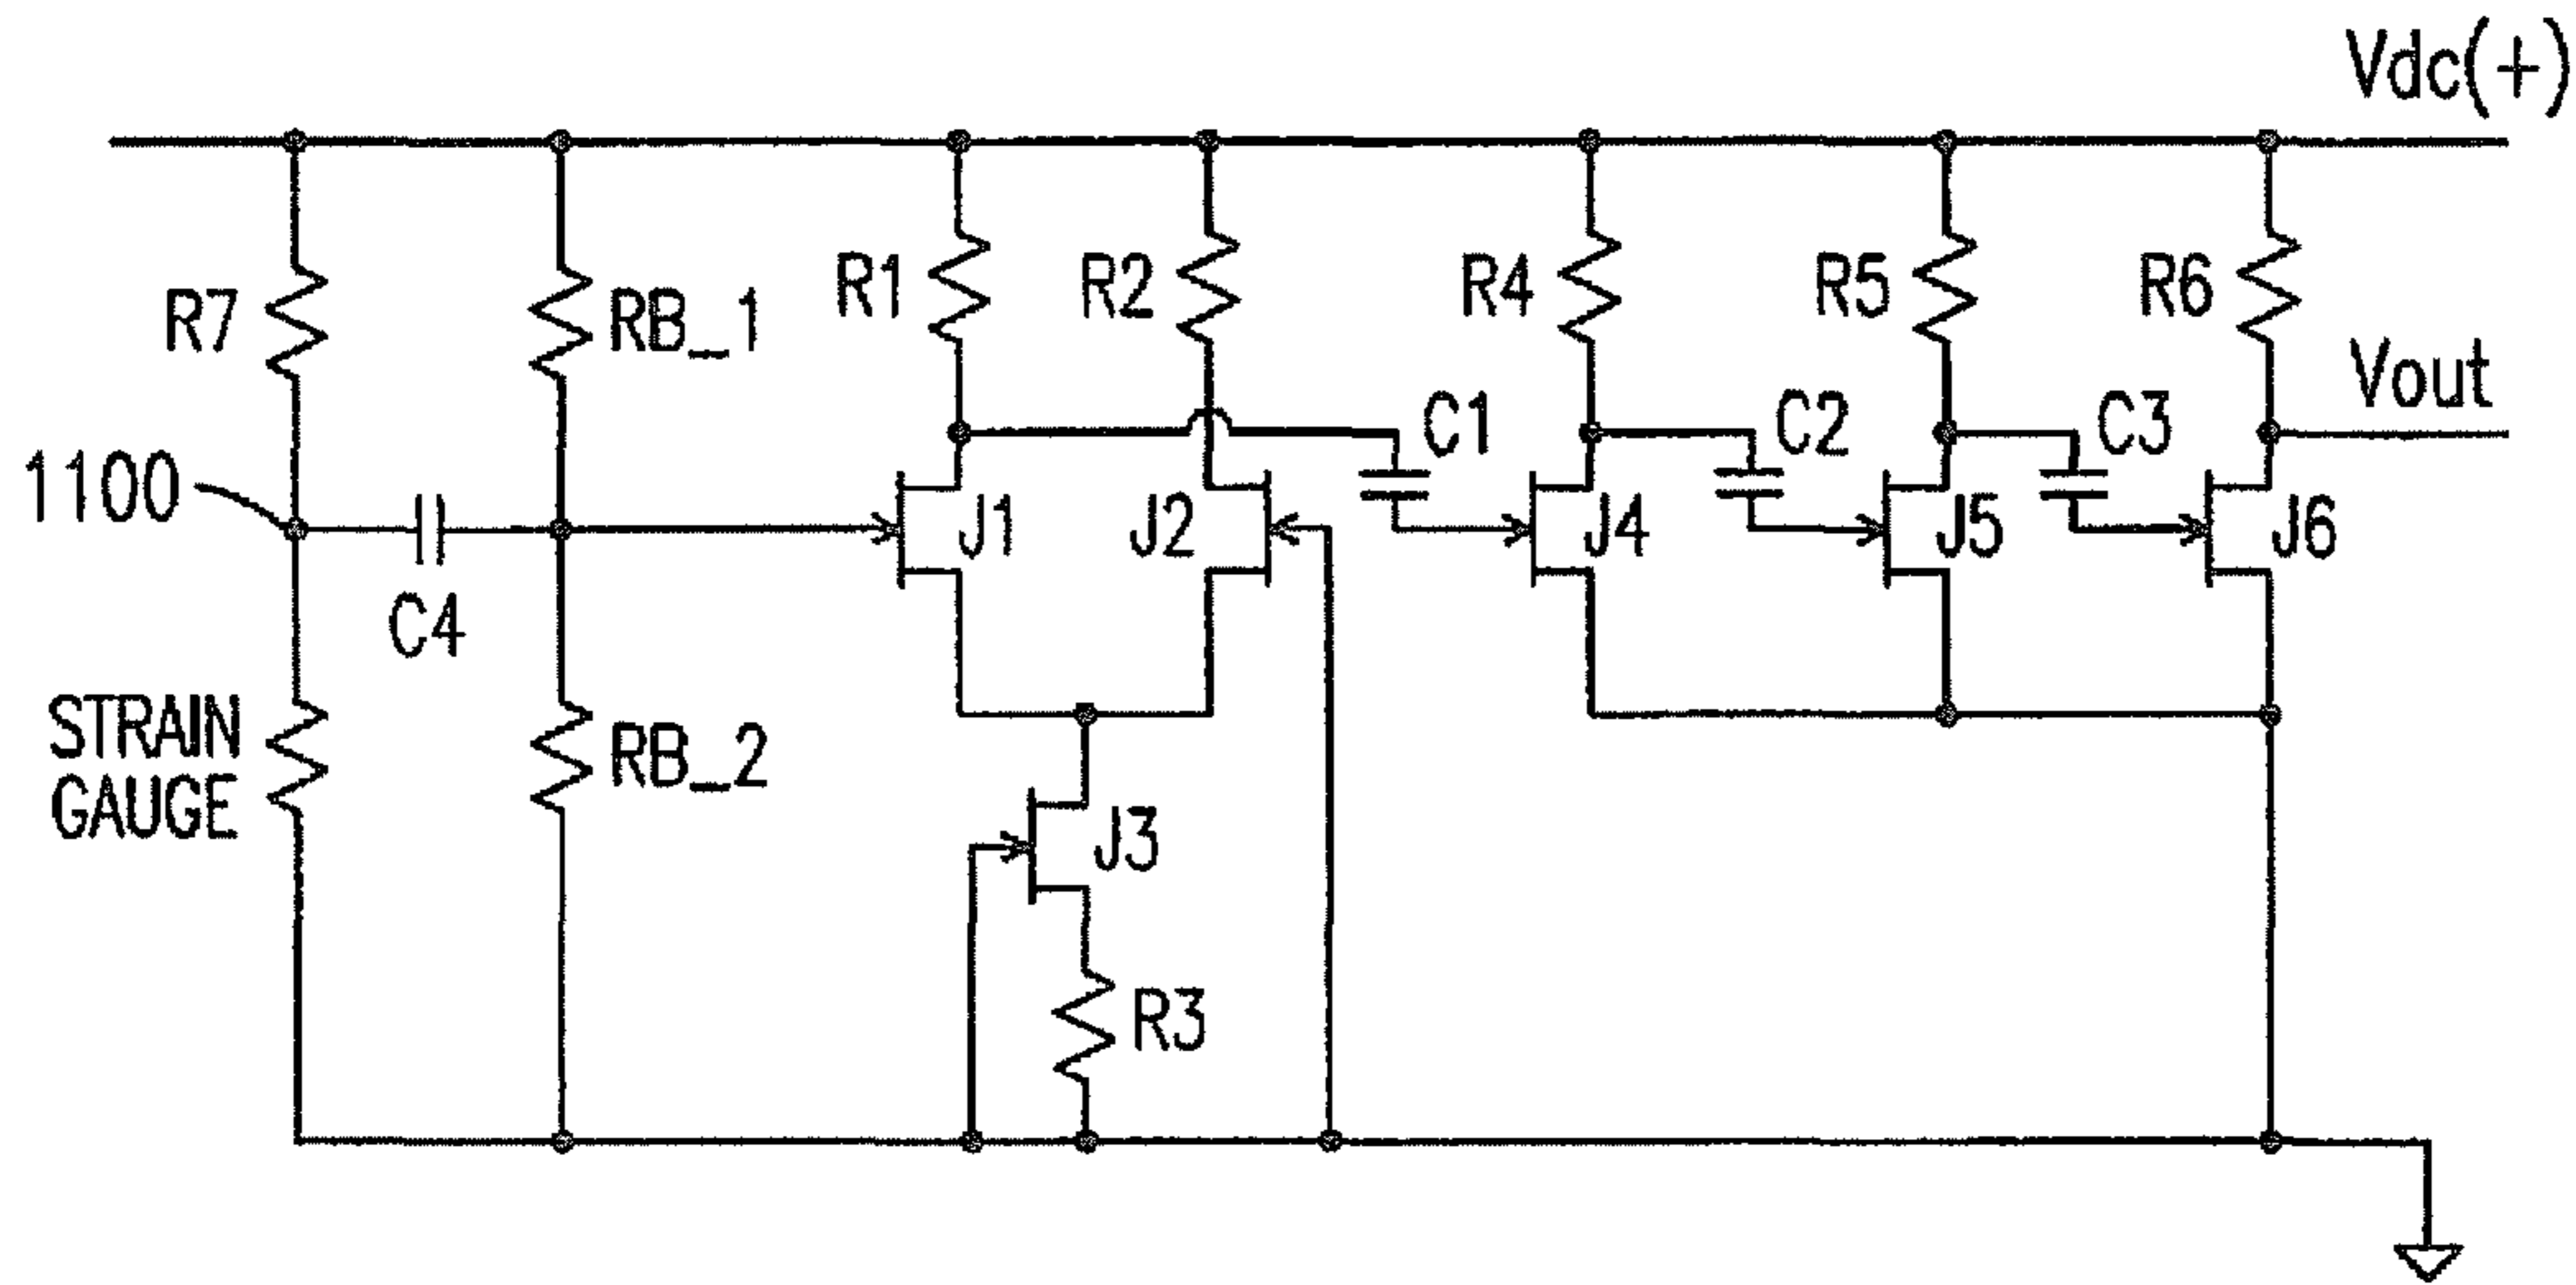 Vdc(+)
R7
RB_1
R1
R2
R4
R5
R6
Vout
C1
C2
C3
1100
C4
J1
J2
J4
J5
J6
STRAIN
GAUGE
RB_2
J3
R3